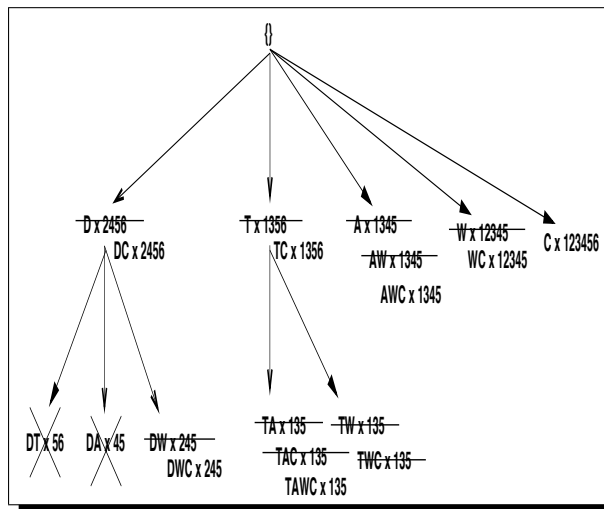 {}
D x 2456
T x 1356
A x 1345
W x 12345
C x 123456
DC x 2456
TC x 1356
AW x 1345
WC x 12345
AWC x 1345
DT x 56
DA x 45
DW x 245
DWC x 245
TA x 135
TW x 135
TAC x 135
TWC x 135
TAWC x 135